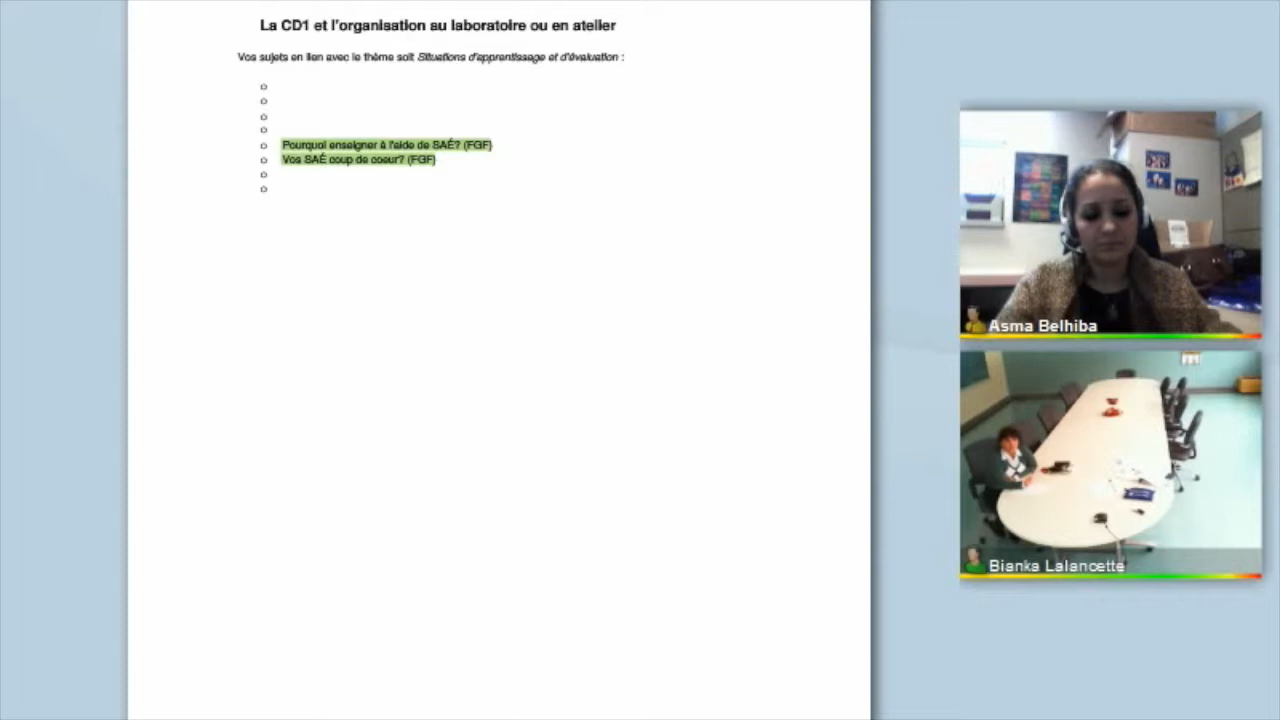 La CD1 et l'organisation au laboratoire ou en atelier
Vos sujets en lien avec le thème soit Situations d'apprentissage et d'évaluation :
Pourquoi enseigner à l'aide de SAÉ? (FGF)
Vos SAÉ coup de coeur? (FGF)
Asma Belhiba
Bianka Lalancette